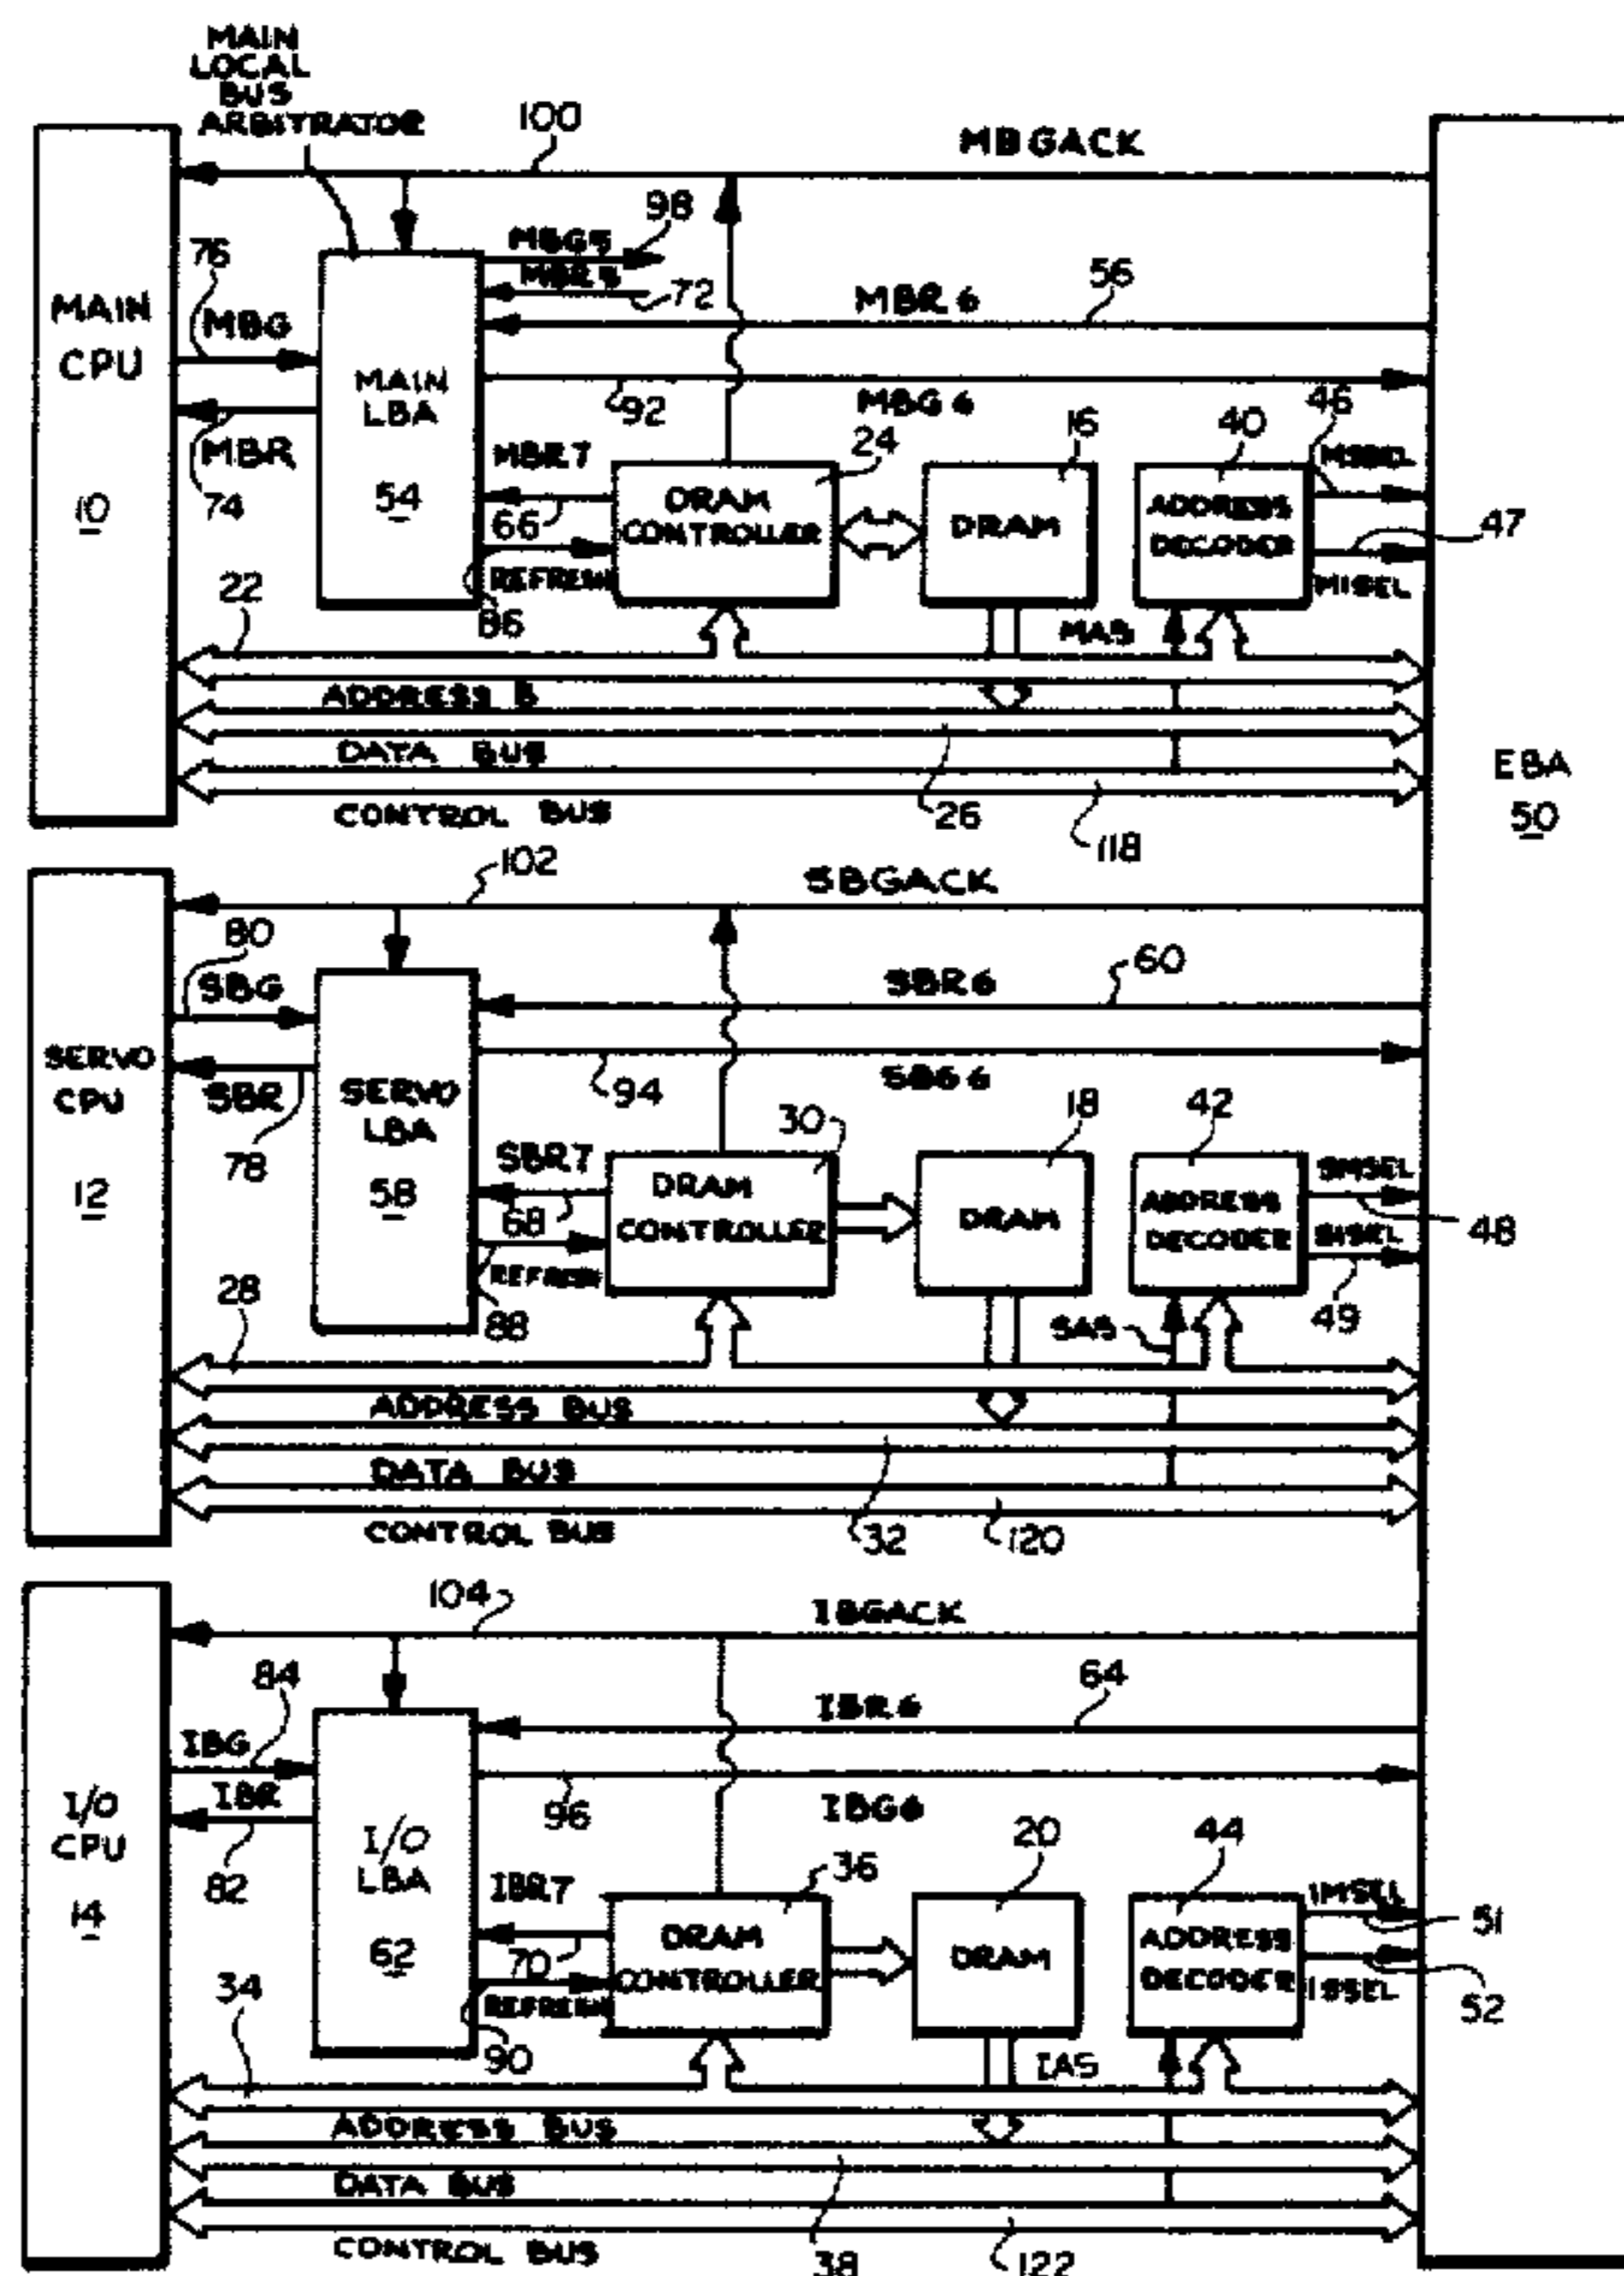 MAIN
LOCAL
BUS
ARBITRATOR
100
MBGACK
98
MBG5
MBR5
72
56
MBR6
76
MBG
MAIN
CPU
10
MAIN
LBA
54
MBR
74
92
MBG6
MBR7
66
REFRESH
86
24
DRAM
CONTROLLER
16
DRAM
40
ADDRESS
DECODER
46
MSSEL
47
MISEL
22
MAS
ADDRESS B
DATA BUS
CONTROL BUS
26
118
EBA
50
102
SBGACK
80
SBG
SERVO
CPU
12
SBR
78
SERVO
LBA
58
60
SBR6
94
SBG6
SBR7
68
REFRESH
88
30
DRAM
CONTROLLER
18
DRAM
42
ADDRESS
DECODER
SMSEL
48
SISEL
49
28
SAS
ADDRESS BUS
DATA BUS
CONTROL BUS
32
120
104
IBGACK
84
IBG
IBR
82
I/O
CPU
14
I/O
LBA
62
64
IBR6
96
IBG6
IBR7
70
REFRESH
90
36
DRAM
CONTROLLER
20
DRAM
44
ADDRESS
DECODER
IMSEL
51
ISSEL
52
34
IAS
ADDRESS BUS
DATA BUS
CONTROL BUS
38
122